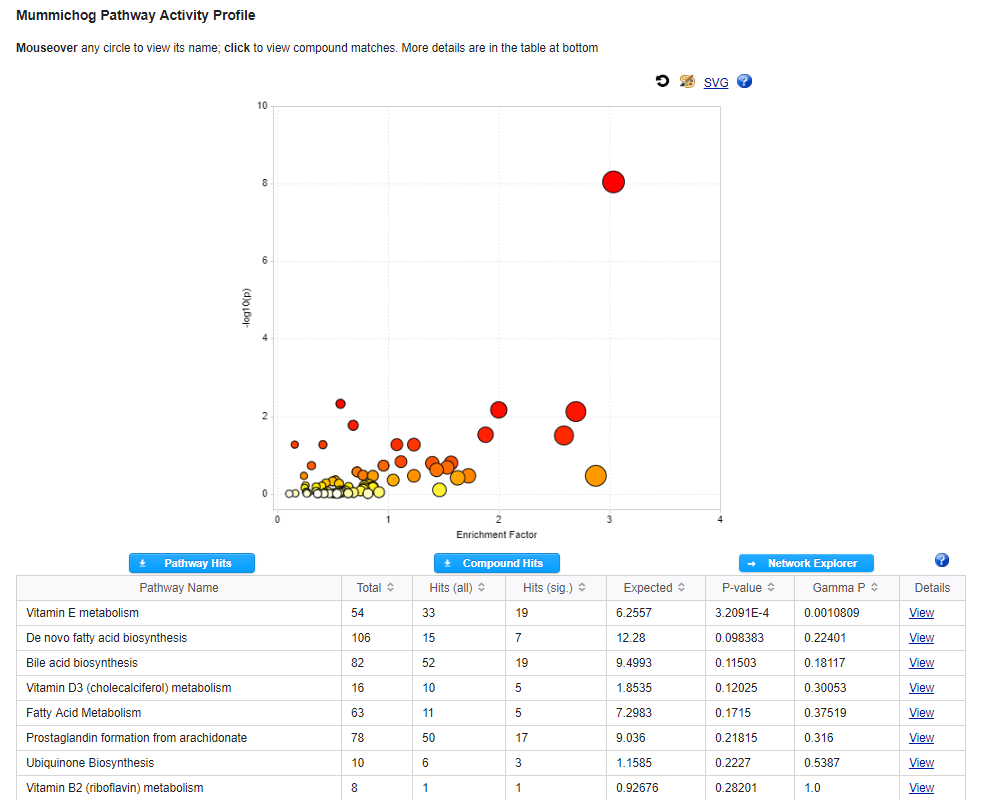 Mummichog Pathway Activity Profile
Mouseover any circle to view its name; click to view compound matches. More details are in the table at bottom
SVG
10
8
6
4
2
0
-log10(p)
0 1 2 3 4
Enrichment Factor
Pathway Hits Compound Hits Network Explorer
Pathway Name Total Hits (all) Hits (sig.) Expected P-value Gamma P Details
Vitamin E metabolism 54 33 19 6.2557 3.2091E-4 0.0010809 View
De novo fatty acid biosynthesis 106 15 7 12.28 0.098383 0.22401 View
Bile acid biosynthesis 82 52 19 9.4993 0.11503 0.18117 View
Vitamin D3 (cholecalciferol) metabolism 16 10 5 1.8535 0.12025 0.30053 View
Fatty Acid Metabolism 63 11 5 7.2983 0.1715 0.37519 View
Prostaglandin formation from arachidonate 78 50 17 9.036 0.21815 0.316 View
Ubiquinone Biosynthesis 10 6 3 1.1585 0.2227 0.5387 View
Vitamin B2 (riboflavin) metabolism 8 1 1 0.92676 0.28201 1.0 View